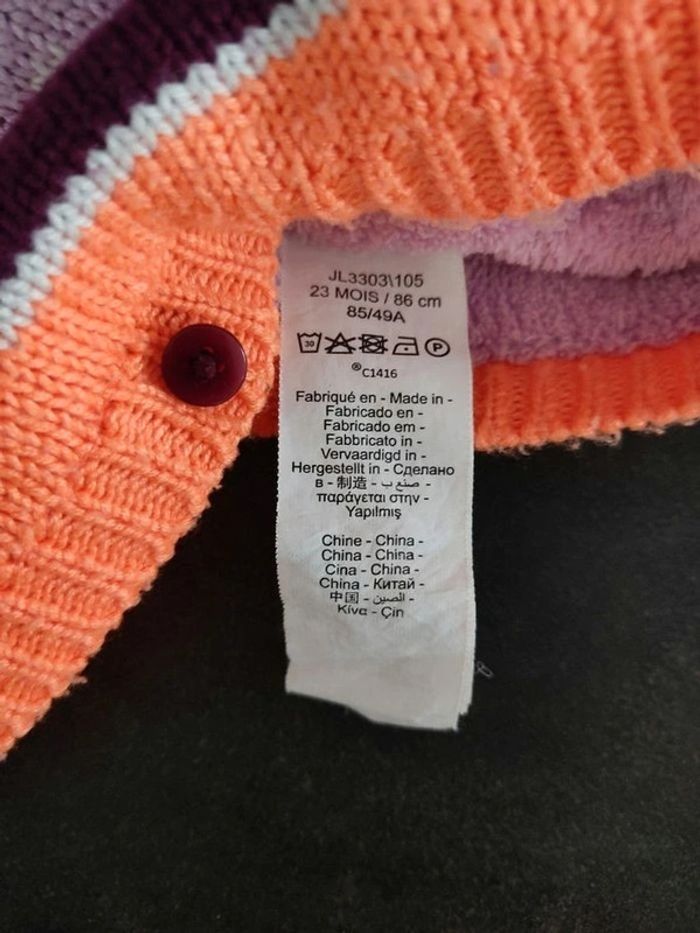 JL3303\105
23 MOIS / 86 cm
85/49A
30 P
®C1416
Fabriqué en - Made in -
Fabricado en -
Fabricado em -
Fabbricato in -
Vervaardigd in -
Hergestellt in - Сделано
в - 制造 - صنع ب -
παράγεται στην -
Yapılmış
Chine - China -
China - China -
Cina - China -
China - Китай -
中国 - الصين -
Κίνα - Çin